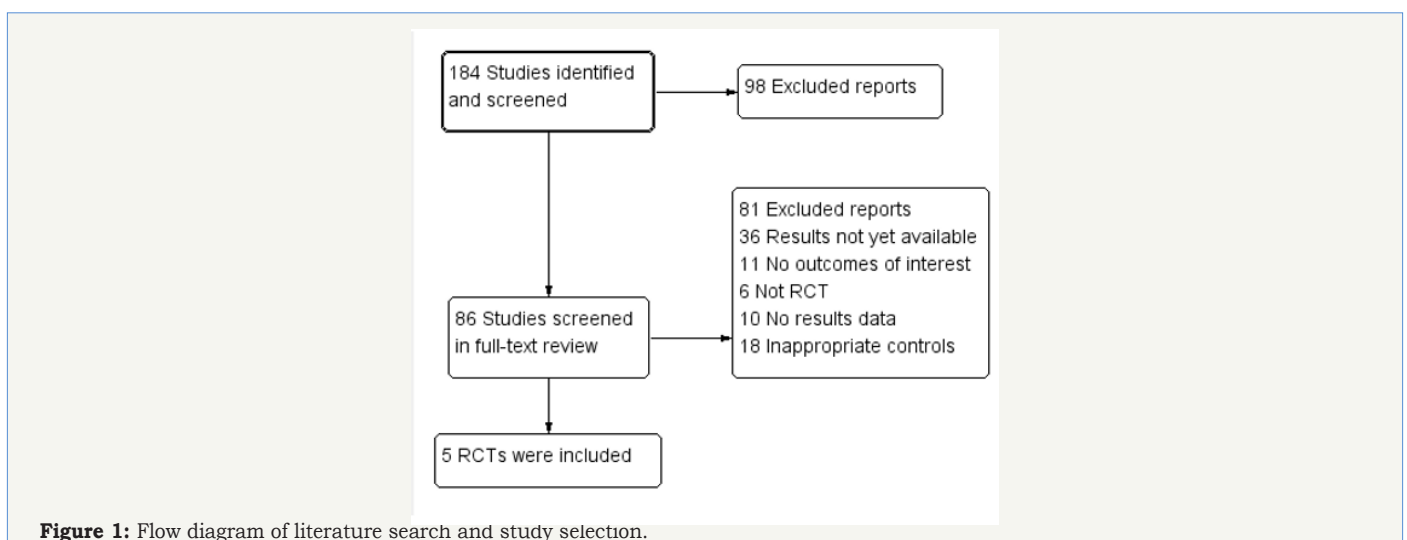 184 Studies identified
and screened
98 Excluded reports
81 Excluded reports
36 Results not yet available
11 No outcomes of interest
6 Not RCT
10 No results data
18 Inappropriate controls
86 Studies screened
in full-text review
5 RCTs were included
Figure 1: Flow diagram of literature search and study selection.